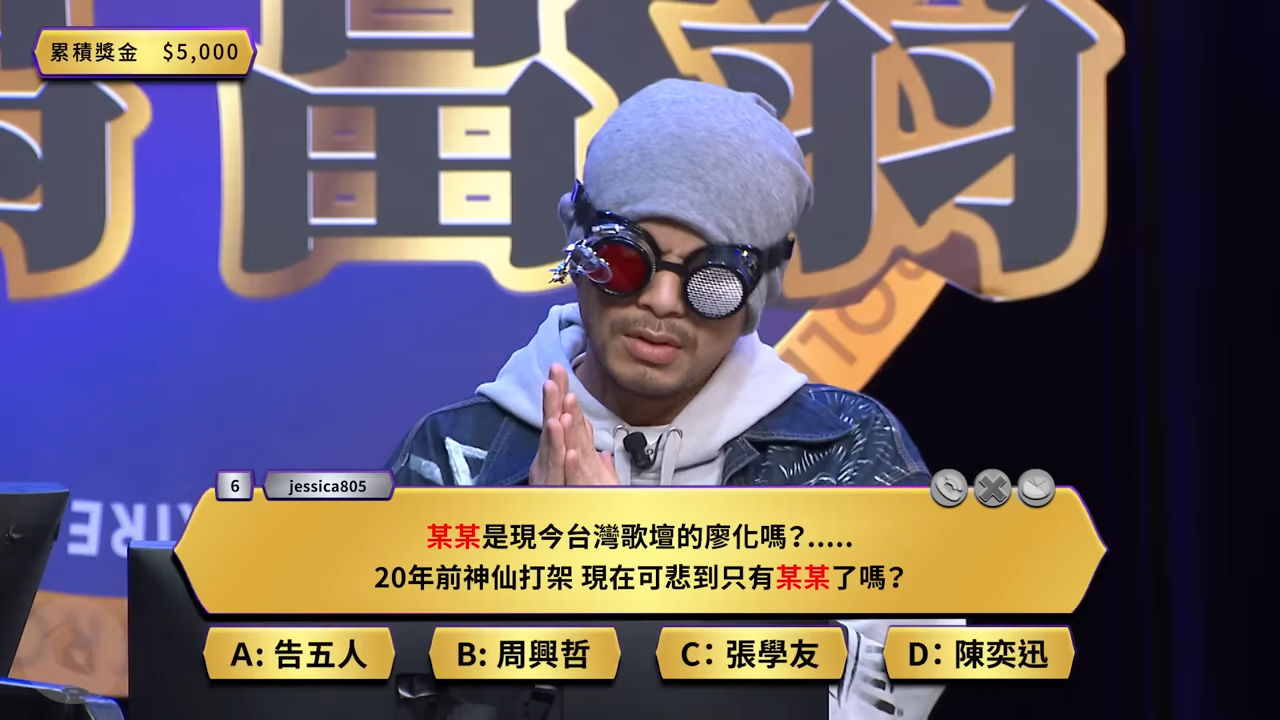 累積獎金 $5,000
6
jessica805
某某是現今台灣歌壇的廖化嗎？.....
20年前神仙打架 現在可悲到只有某某了嗎？
A: 告五人
B: 周興哲
C: 張學友
D: 陳奕迅